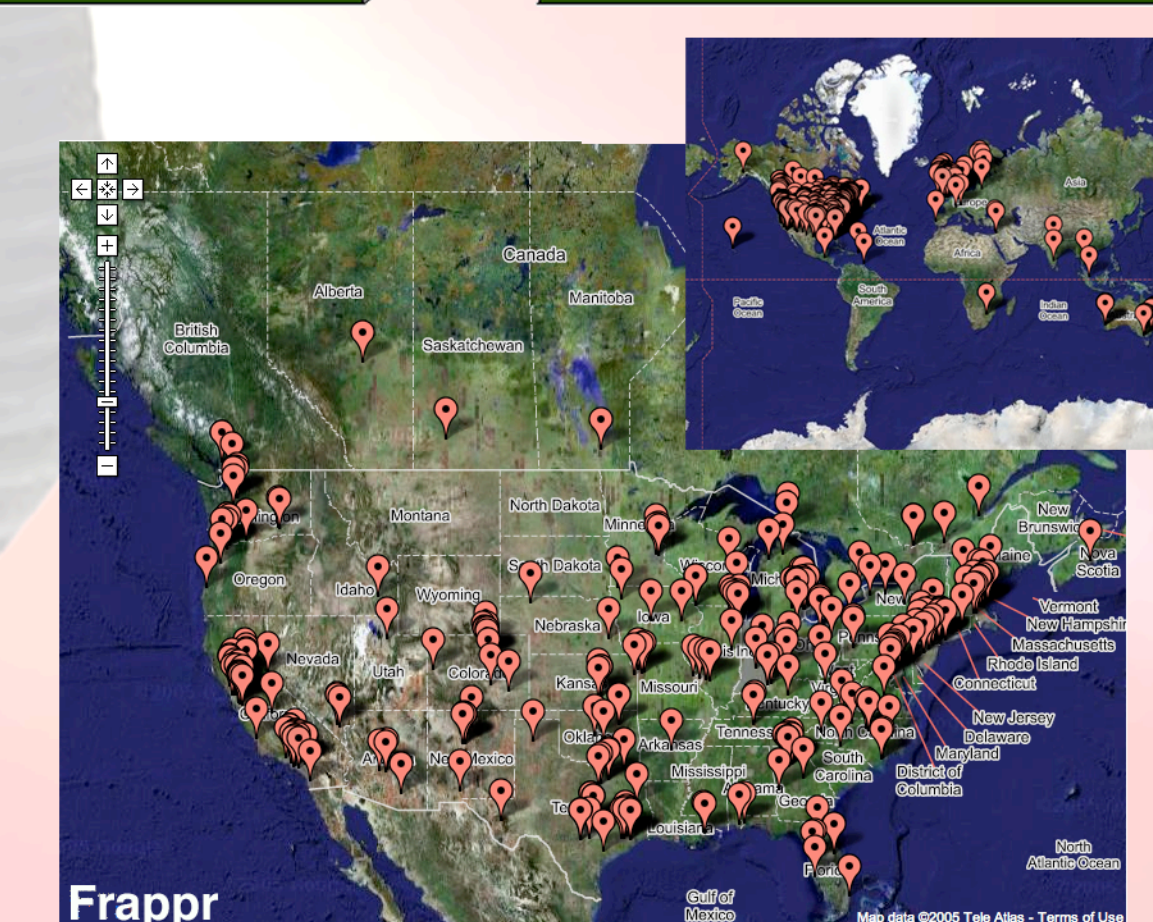 Asia
Europe
Atlantic
Ocean
Africa
Pacific
Ocean
South
America
Indian
Ocean
Canada
Alberta
Manitoba
British
Columbia
Saskatchewan
North Dakota
Montana
New
Brunswick
Nova
Scotia
Oregon
Idaho
Wyoming
Iowa
Nebraska
Vermont
New Hampshir
Massachusetts
Rhode Island
Connecticut
Nevada
Utah
Missouri
New Jersey
Delaware
Maryland
District of
Columbia
Arkansas
South
Carolina
Mississippi
Louisiana
North
Atlantic Ocean
Gulf of
Mexico
Frappr
Map data ©2005 Tele Atlas - Terms of Use